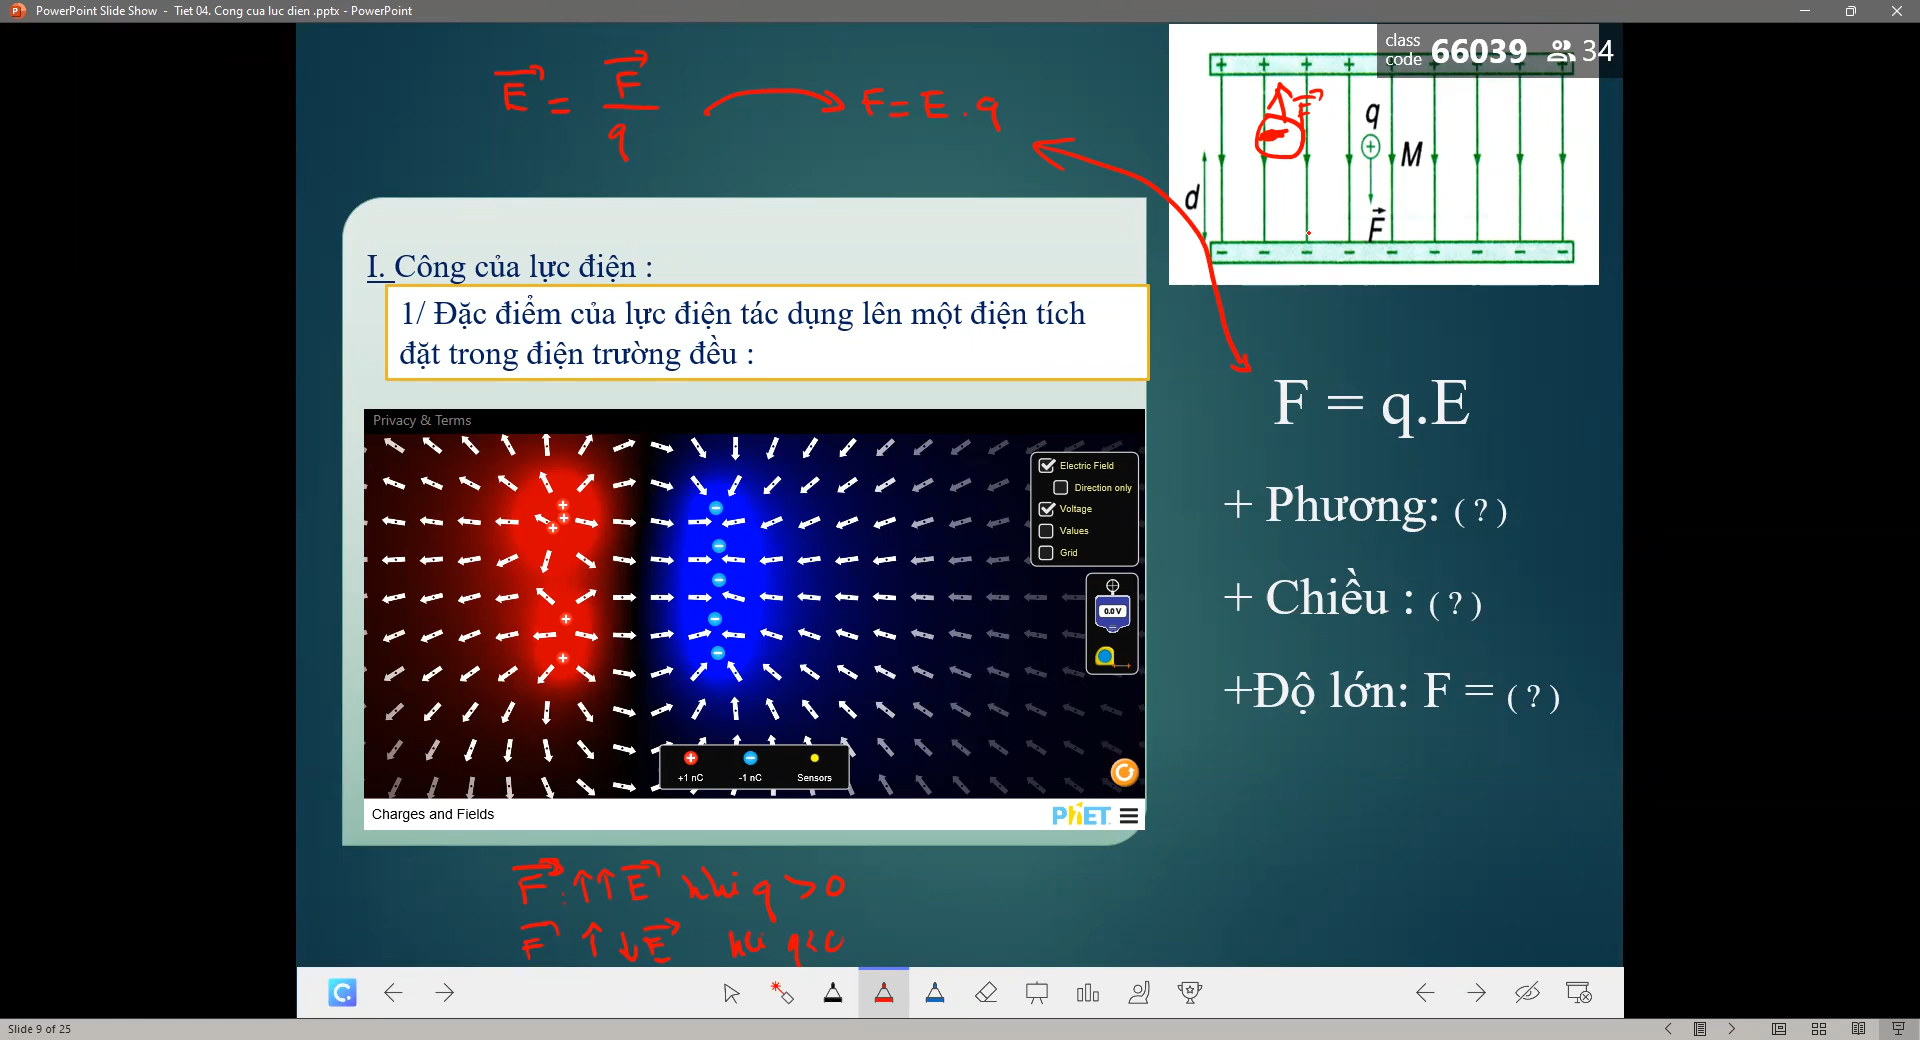 PowerPoint Slide Show - Tiet 04. Cong cua luc dien .pptx - PowerPoint
class code 66039 34
E = F / q → F = E . q
+ + + +
F
q
+
M
d
F
- - - - - - - - -
I. Công của lực điện :
1/ Đặc điểm của lực điện tác dụng lên một điện tích
đặt trong điện trường đều :
F = q.E
+ Phương: ( ? )
+ Chiều : ( ? )
+Độ lớn: F = ( ? )
Privacy & Terms
Electric Field
Direction only
Voltage
Values
Grid
0.0 V
+1 nC -1 nC Sensors
Charges and Fields
PhET
F ↑↑ E khi q > 0
F ↑↓ E khi q < 0
Slide 9 of 25